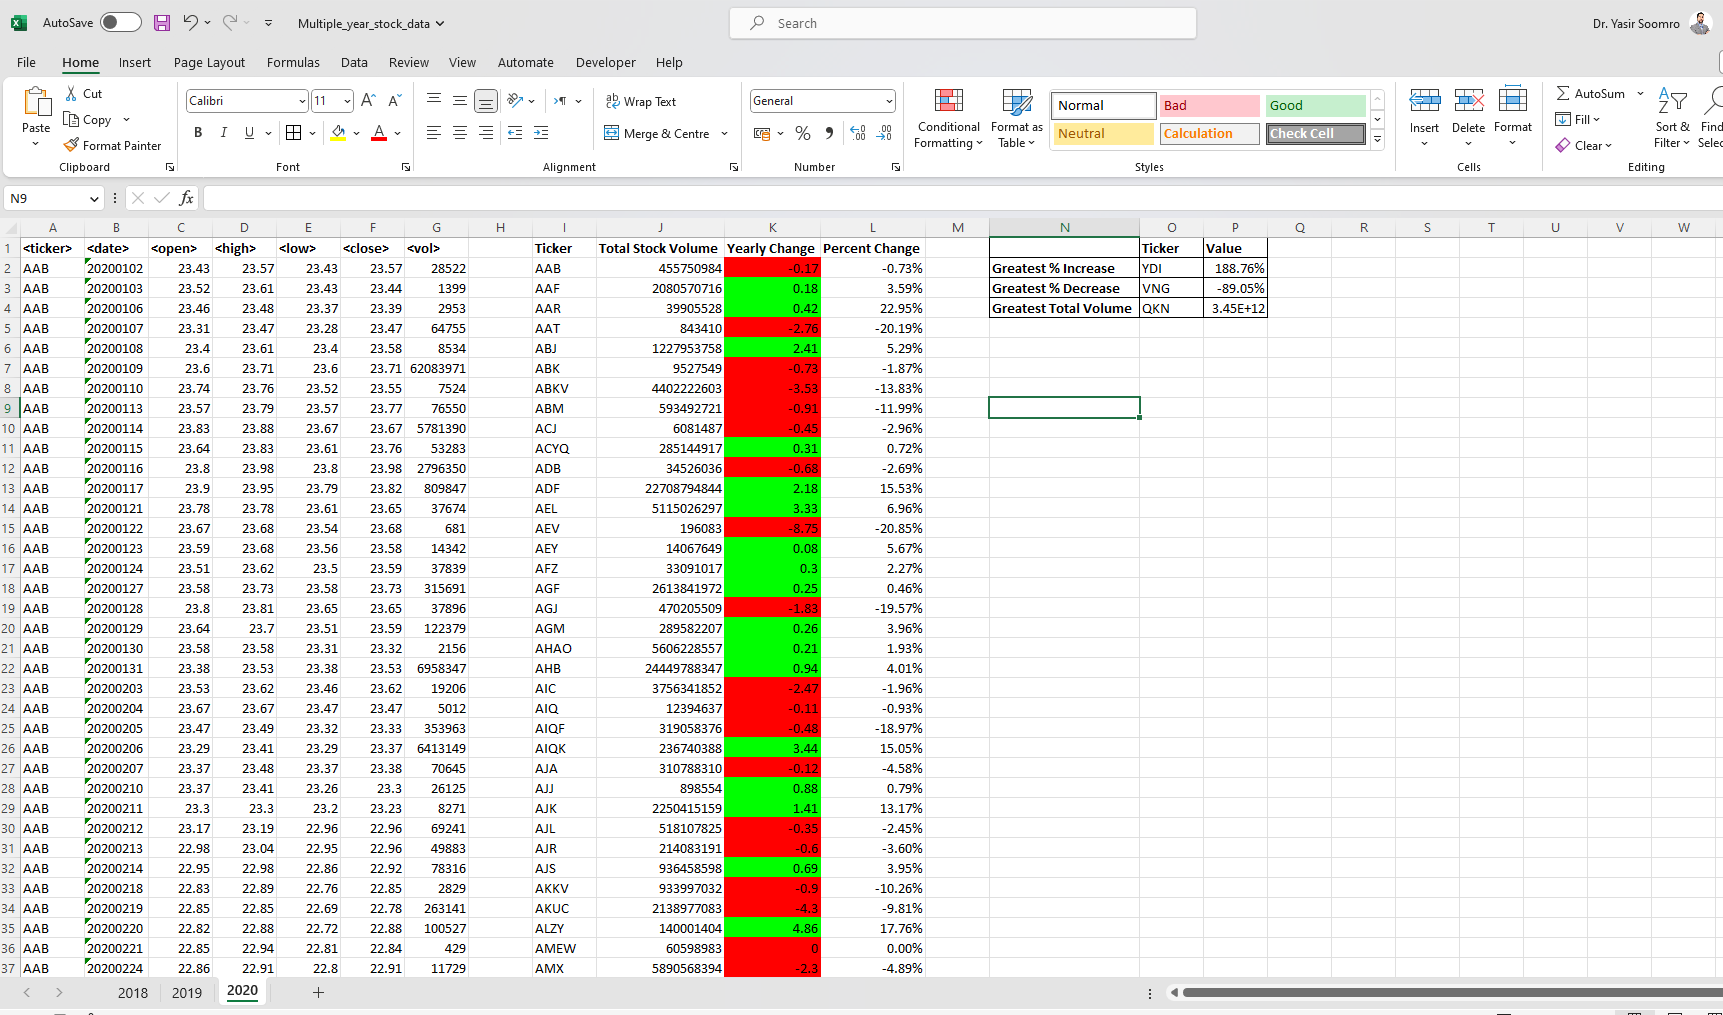 AutoSave Multiple_year_stock_data Search Dr. Yasir Soomro
File Home Insert Page Layout Formulas Data Review View Automate Developer Help
Paste Cut Copy Format Painter Clipboard
Calibri 11 B I U A Font
Wrap Text Merge & Centre Alignment
General % Number
Conditional Formatting Format as Table
Normal Bad Good
Neutral Calculation Check Cell
Styles
Insert Delete Format Cells
AutoSum Fill Clear Sort & Filter Editing
N9 fx
A B C D E F G H I J K L M N O P Q R S T U V W
1 <ticker> <date> <open> <high> <low> <close> <vol> Ticker Total Stock Volume Yearly Change Percent Change Ticker Value
2 AAB 20200102 23.43 23.57 23.43 23.57 28522 AAB 455750984 -0.17 -0.73% Greatest % Increase YDI 188.76%
3 AAB 20200103 23.52 23.61 23.43 23.44 1399 AAF 2080570716 0.18 3.59% Greatest % Decrease VNG -89.05%
4 AAB 20200106 23.46 23.48 23.37 23.39 2953 AAR 39905528 0.42 22.95% Greatest Total Volume QKN 3.45E+12
5 AAB 20200107 23.31 23.47 23.28 23.47 64755 AAT 843410 -2.76 -20.19%
6 AAB 20200108 23.4 23.61 23.4 23.58 8534 ABJ 1227953758 2.41 5.29%
7 AAB 20200109 23.6 23.71 23.6 23.71 62083971 ABK 9527549 -0.73 -1.87%
8 AAB 20200110 23.74 23.76 23.52 23.55 7524 ABKV 4402222603 -3.53 -13.83%
9 AAB 20200113 23.57 23.79 23.57 23.77 76550 ABM 593492721 -0.91 -11.99%
10 AAB 20200114 23.83 23.88 23.67 23.67 5781390 ACJ 6081487 -0.45 -2.96%
11 AAB 20200115 23.64 23.83 23.61 23.76 53283 ACYQ 285144917 0.31 0.72%
12 AAB 20200116 23.8 23.98 23.8 23.98 2796350 ADB 34526036 -0.68 -2.69%
13 AAB 20200117 23.9 23.95 23.79 23.82 809847 ADF 22708794844 2.18 15.53%
14 AAB 20200121 23.78 23.78 23.61 23.65 37674 AEL 5115026297 3.33 6.96%
15 AAB 20200122 23.67 23.68 23.54 23.68 681 AEV 196083 -8.75 -20.85%
16 AAB 20200123 23.59 23.68 23.56 23.58 14342 AEY 14067649 0.08 5.67%
17 AAB 20200124 23.51 23.62 23.5 23.59 37839 AFZ 33091017 0.3 2.27%
18 AAB 20200127 23.58 23.73 23.58 23.73 315691 AGF 2613841972 0.25 0.46%
19 AAB 20200128 23.8 23.81 23.65 23.65 37896 AGJ 470205509 -1.83 -19.57%
20 AAB 20200129 23.64 23.7 23.51 23.59 122379 AGM 289582207 0.26 3.96%
21 AAB 20200130 23.58 23.58 23.31 23.32 2156 AHAO 5606228557 0.21 1.93%
22 AAB 20200131 23.38 23.53 23.38 23.53 6958347 AHB 24449788347 0.94 4.01%
23 AAB 20200203 23.53 23.62 23.46 23.62 19206 AIC 3756341852 -2.47 -1.96%
24 AAB 20200204 23.67 23.67 23.47 23.47 5012 AIQ 12394637 -0.11 -0.93%
25 AAB 20200205 23.47 23.49 23.32 23.33 353963 AIQF 319058376 -0.48 -18.97%
26 AAB 20200206 23.29 23.41 23.29 23.37 6413149 AIQK 236740388 3.44 15.05%
27 AAB 20200207 23.37 23.48 23.37 23.38 70645 AJA 310788310 -0.12 -4.58%
28 AAB 20200210 23.37 23.41 23.26 23.3 26125 AJJ 898554 0.88 0.79%
29 AAB 20200211 23.3 23.3 23.2 23.23 8271 AJK 2250415159 1.41 13.17%
30 AAB 20200212 23.17 23.19 22.96 22.96 69241 AJL 518107825 -0.35 -2.45%
31 AAB 20200213 22.98 23.04 22.95 22.96 49883 AJR 214083191 -0.6 -3.60%
32 AAB 20200214 22.95 22.98 22.86 22.92 78316 AJS 936458598 0.69 3.95%
33 AAB 20200218 22.83 22.89 22.76 22.85 2829 AKKV 933997032 -0.9 -10.26%
34 AAB 20200219 22.85 22.85 22.69 22.78 263141 AKUC 2138977083 -4.3 -9.81%
35 AAB 20200220 22.82 22.88 22.72 22.88 100527 ALZY 140001404 4.86 17.76%
36 AAB 20200221 22.85 22.94 22.81 22.84 429 AMEW 60598983 0 0.00%
37 AAB 20200224 22.86 22.91 22.8 22.91 11729 AMX 5890568394 -2.3 -4.89%
2018 2019 2020